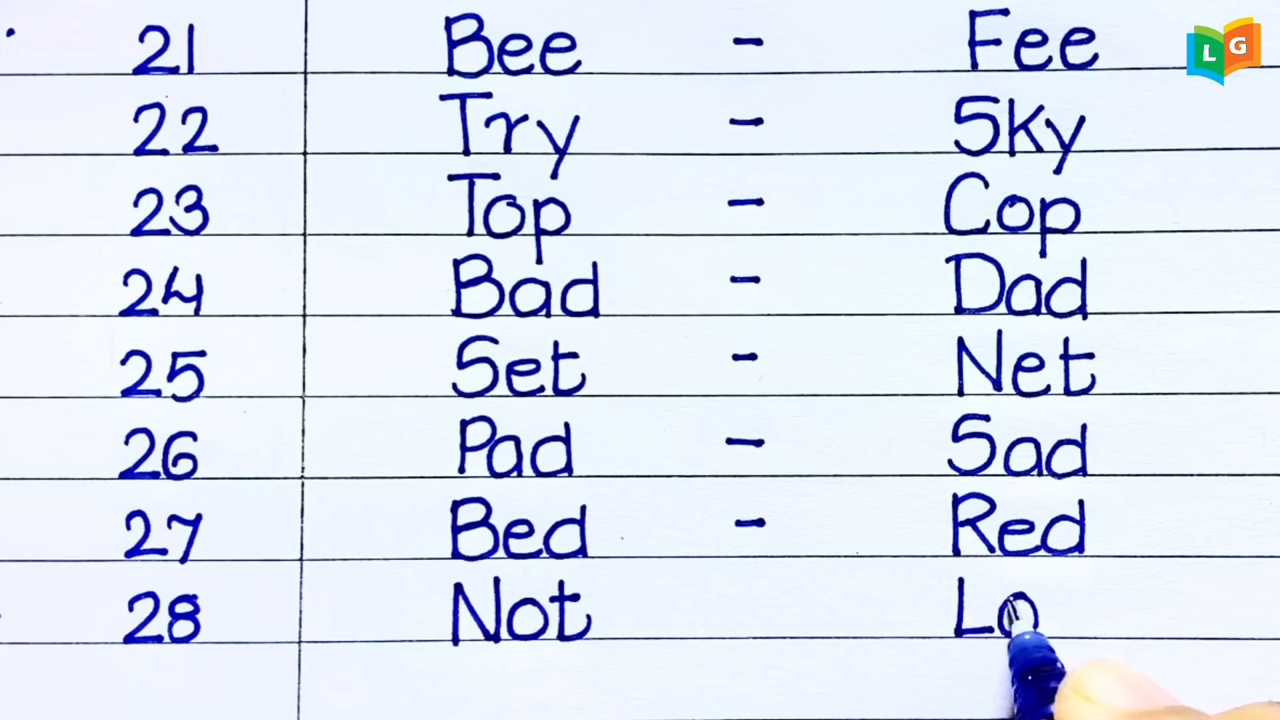 L G
21 Bee - Fee
22 Try - Sky
23 Top - Cop
24 Bad - Dad
25 Set - Net
26 Pad - Sad
27 Bed - Red
28 Not Lo